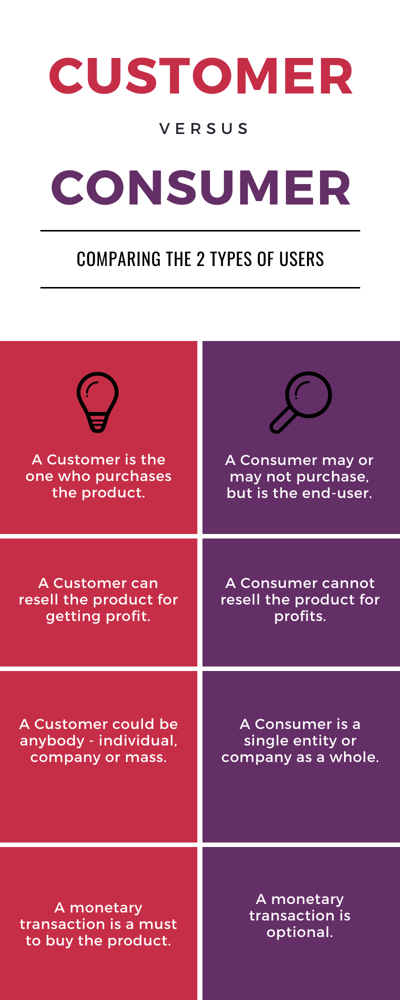 CUSTOMER
VERSUS
CONSUMER
COMPARING THE 2 TYPES OF USERS
A Customer is the
one who purchases
the product.
A Consumer may or
may not purchase,
but is the end-user.
A Customer can
resell the product for
getting profit.
A Consumer cannot
resell the product for
profits.
A Customer could be
anybody - individual,
company or mass.
A Consumer is a
single entity or
company as a whole.
A monetary
transaction is a must
to buy the product.
A monetary
transaction is
optional.